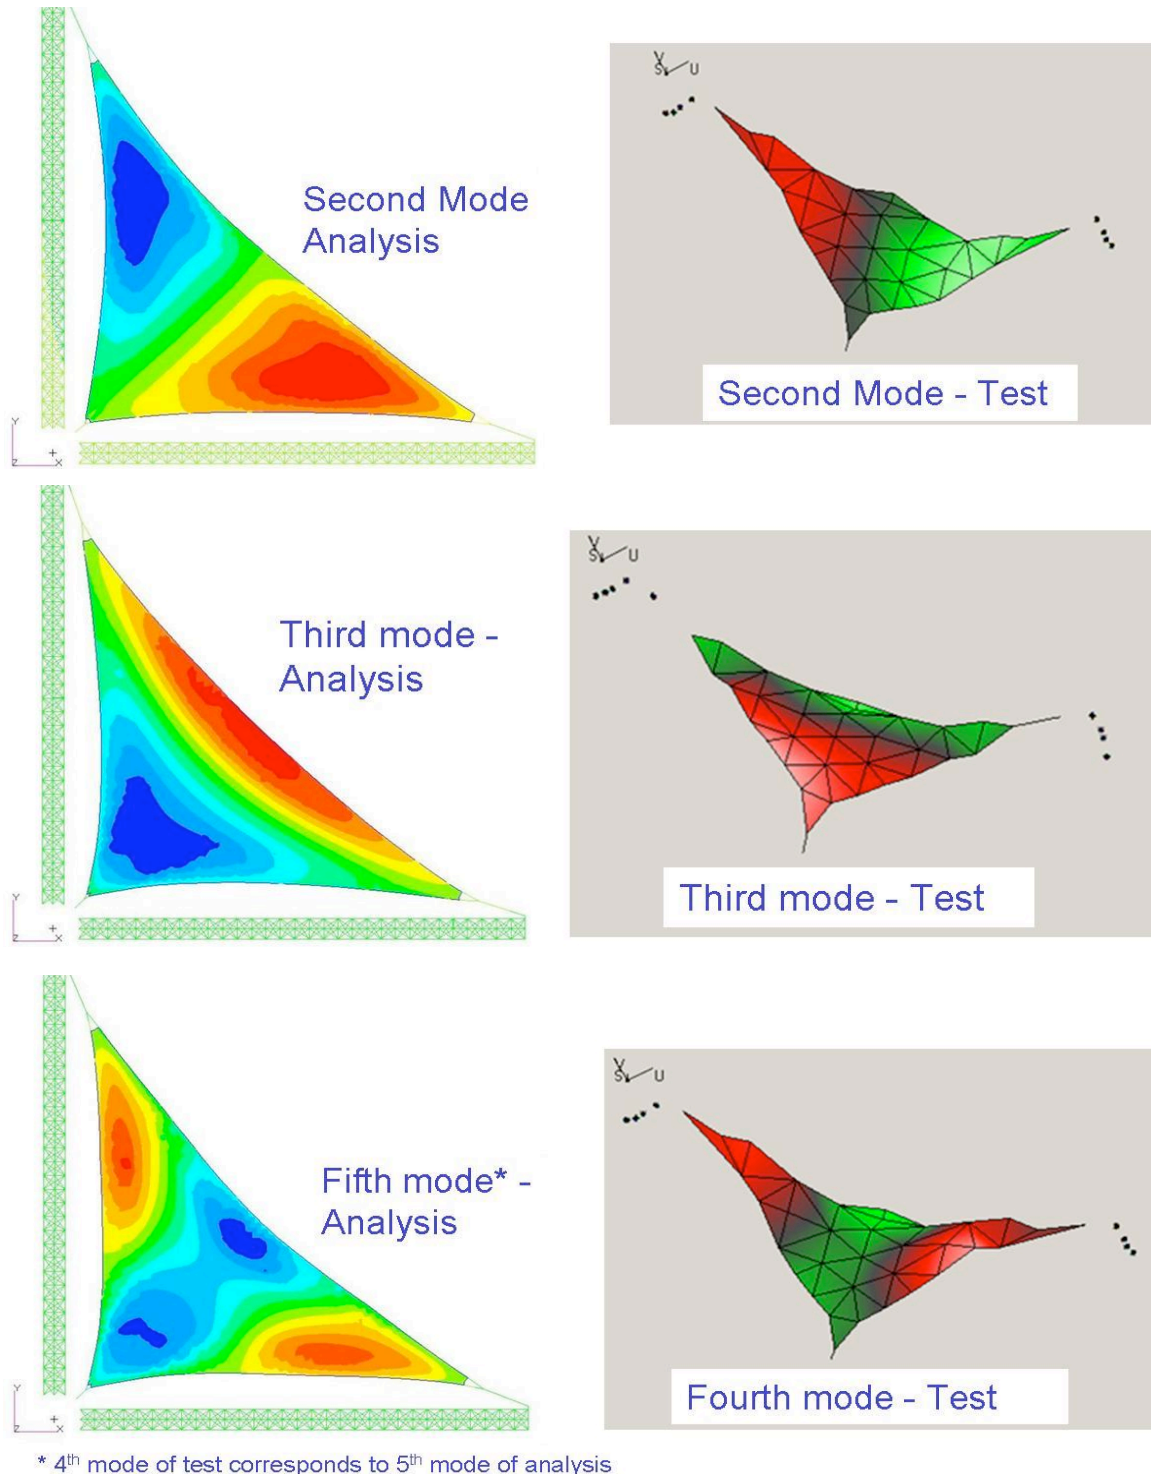 Second Mode
Analysis
V
S
U
Second Mode - Test
Y
Z
X
Third mode -
Analysis
V
S
U
Third mode - Test
Y
Z
X
Fifth mode* -
Analysis
V
S
U
Fourth mode - Test
Y
Z
X
* 4th mode of test corresponds to 5th mode of analysis